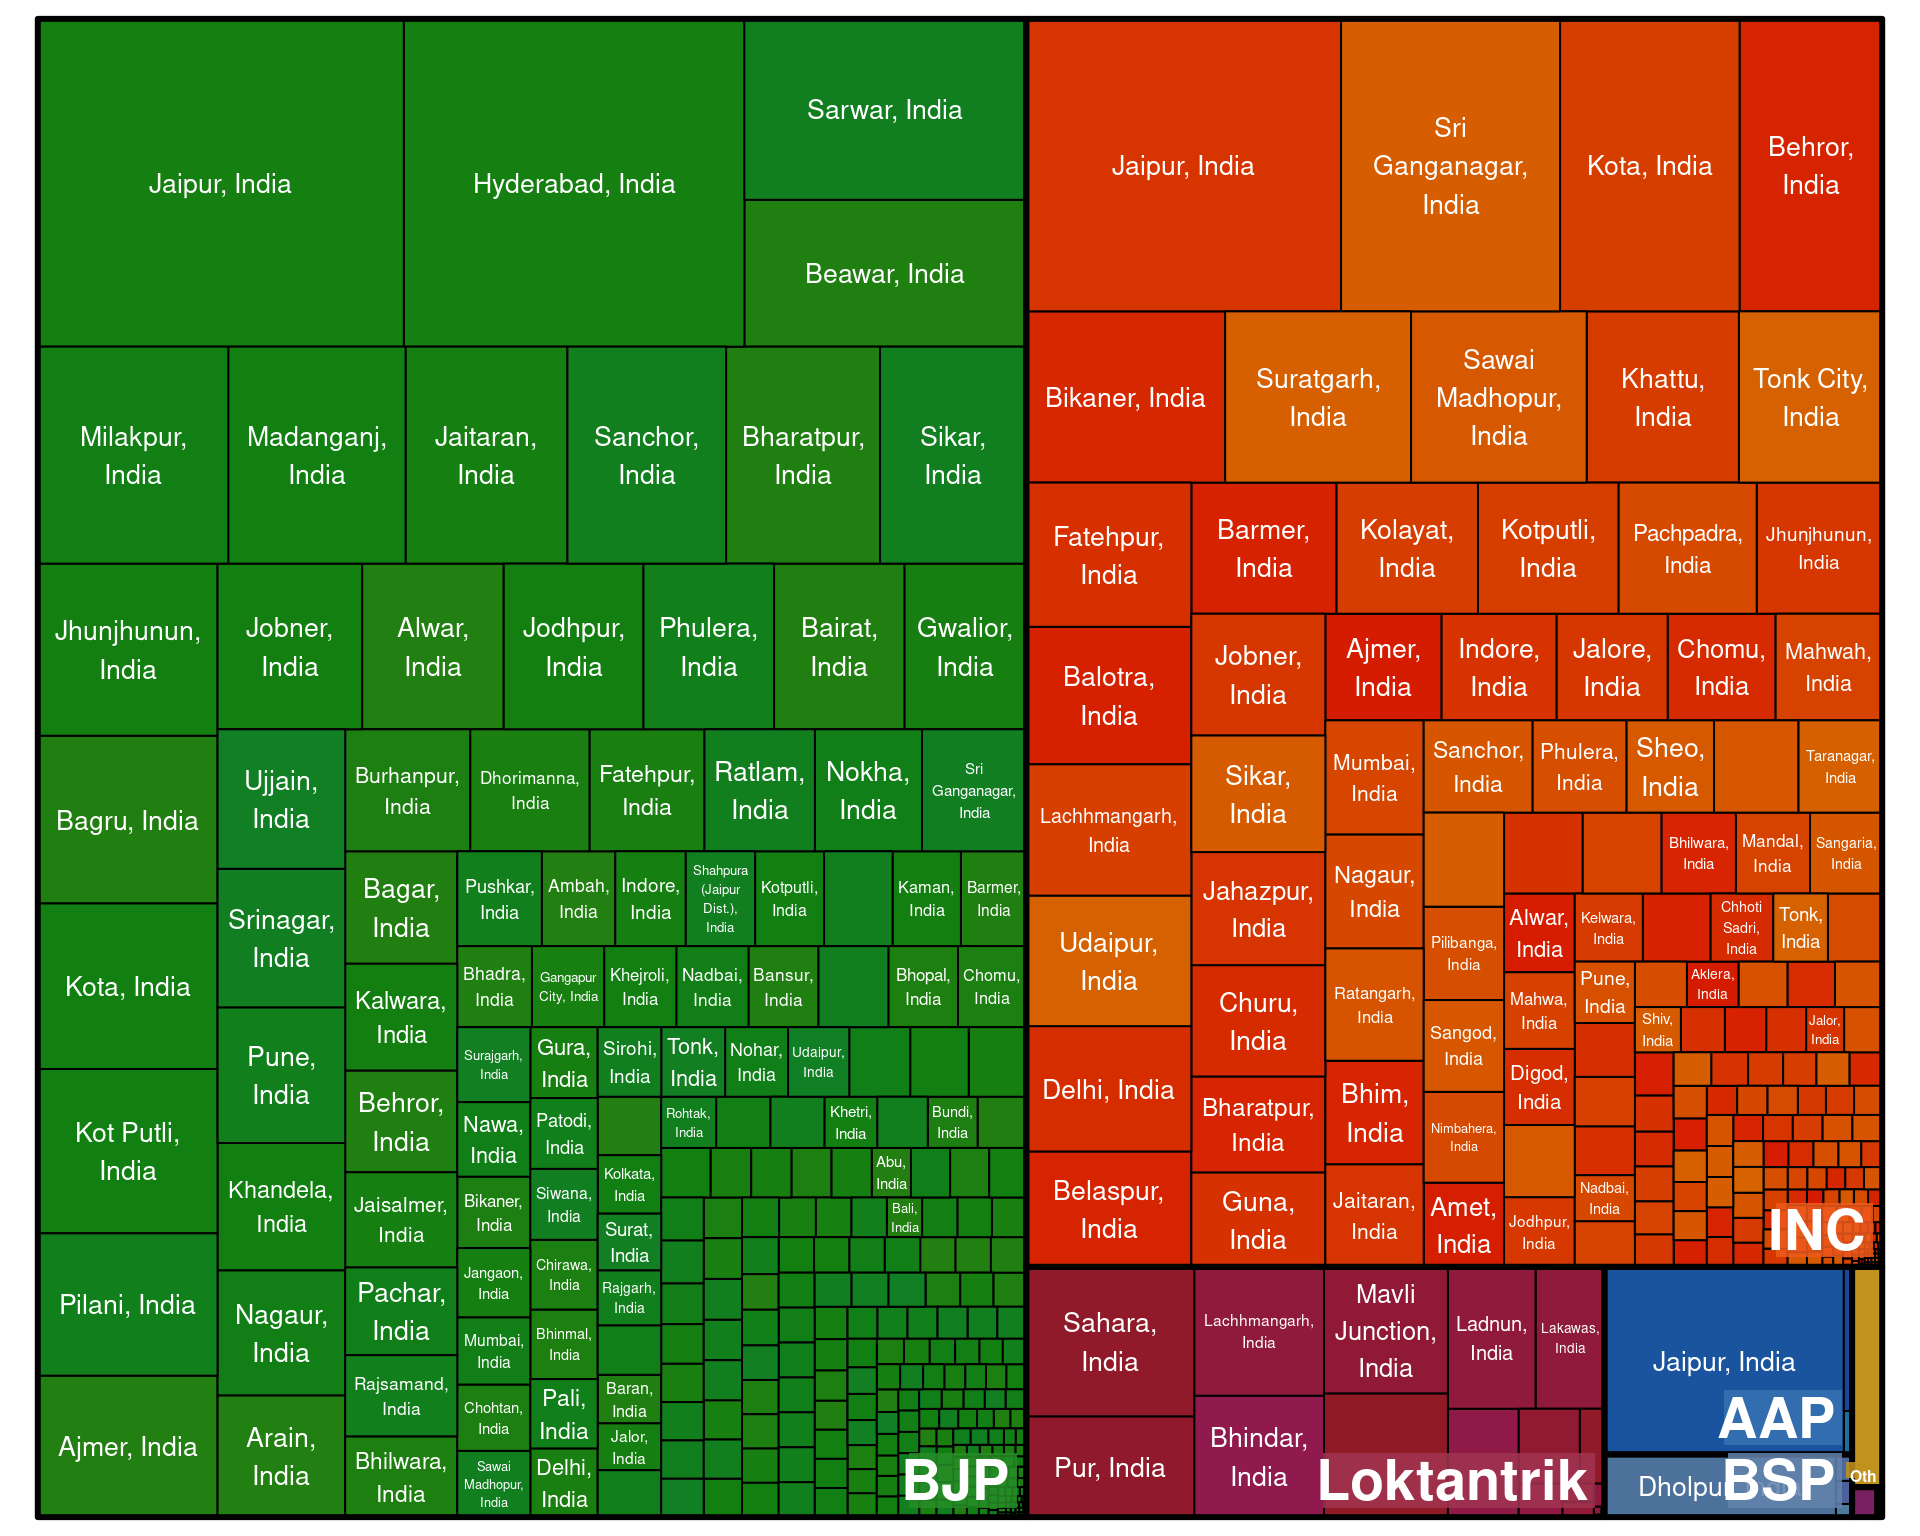 Jaipur, India
Hyderabad, India
Sarwar, India
Beawar, India
Milakpur,
India
Madanganj,
India
Jaitaran,
India
Sanchor,
India
Bharatpur,
India
Sikar,
India
Jhunjhunun,
India
Jobner,
India
Alwar,
India
Jodhpur,
India
Phulera,
India
Bairat,
India
Gwalior,
India
Bagru, India
Kota, India
Kot Putli,
India
Pilani, India
Ajmer, India
Ujjain,
India
Srinagar,
India
Pune,
India
Khandela,
India
Nagaur,
India
Arain,
India
Burhanpur,
India
Dhorimanna,
India
Fatehpur,
India
Ratlam,
India
Nokha,
India
Sri
Ganganagar,
India
Bagar,
India
Kalwara,
India
Behror,
India
Jaisalmer,
India
Pachar,
India
Rajsamand,
India
Bhilwara,
India
Pushkar,
India
Ambah,
India
Indore,
India
Shahpura
(Jaipur
Dist.),
India
Kotputli,
India
Kaman,
India
Barmer,
India
Bhadra,
India
Gangapur
City, India
Khejroli,
India
Nadbai,
India
Bansur,
India
Bhopal,
India
Chomu,
India
Surajgarh,
India
Nawa,
India
Bikaner,
India
Jangaon,
India
Mumbai,
India
Chohtan,
India
Sawai
Madhopur,
India
Gura,
India
Patodi,
India
Siwana,
India
Chirawa,
India
Bhinmal,
India
Pali,
India
Delhi,
India
Sirohi,
India
Kolkata,
India
Surat,
India
Rajgarh,
India
Baran,
India
Jalor,
India
Tonk,
India
Nohar,
India
Udaipur,
India
Rohtak,
India
Khetri,
India
Bundi,
India
Abu,
India
Bali,
India
BJP
Jaipur, India
Sri
Ganganagar,
India
Kota, India
Behror,
India
Bikaner, India
Suratgarh,
India
Sawai
Madhopur,
India
Khattu,
India
Tonk City,
India
Fatehpur,
India
Balotra,
India
Lachhmangarh,
India
Udaipur,
India
Delhi, India
Belaspur,
India
Barmer,
India
Kolayat,
India
Kotputli,
India
Pachpadra,
India
Jhunjhunun,
India
Jobner,
India
Sikar,
India
Jahazpur,
India
Churu,
India
Bharatpur,
India
Guna,
India
Ajmer,
India
Indore,
India
Jalore,
India
Chomu,
India
Mahwah,
India
Mumbai,
India
Nagaur,
India
Ratangarh,
India
Bhim,
India
Jaitaran,
India
Sanchor,
India
Phulera,
India
Sheo,
India
Taranagar,
India
Pilibanga,
India
Sangod,
India
Nimbahera,
India
Amet,
India
Bhilwara,
India
Mandal,
India
Sangaria,
India
Alwar,
India
Mahwa,
India
Digod,
India
Jodhpur,
India
Kelwara,
India
Chhoti
Sadri,
India
Tonk,
India
Pune,
India
Nadbai,
India
Aklera,
India
Shiv,
India
Jalor,
India
INC
Sahara,
India
Pur, India
Lachhmangarh,
India
Bhindar,
India
Mavli
Junction,
India
Ladnun,
India
Lakawas,
India
Loktantrik
Jaipur, India
AAP
BSP
Oth